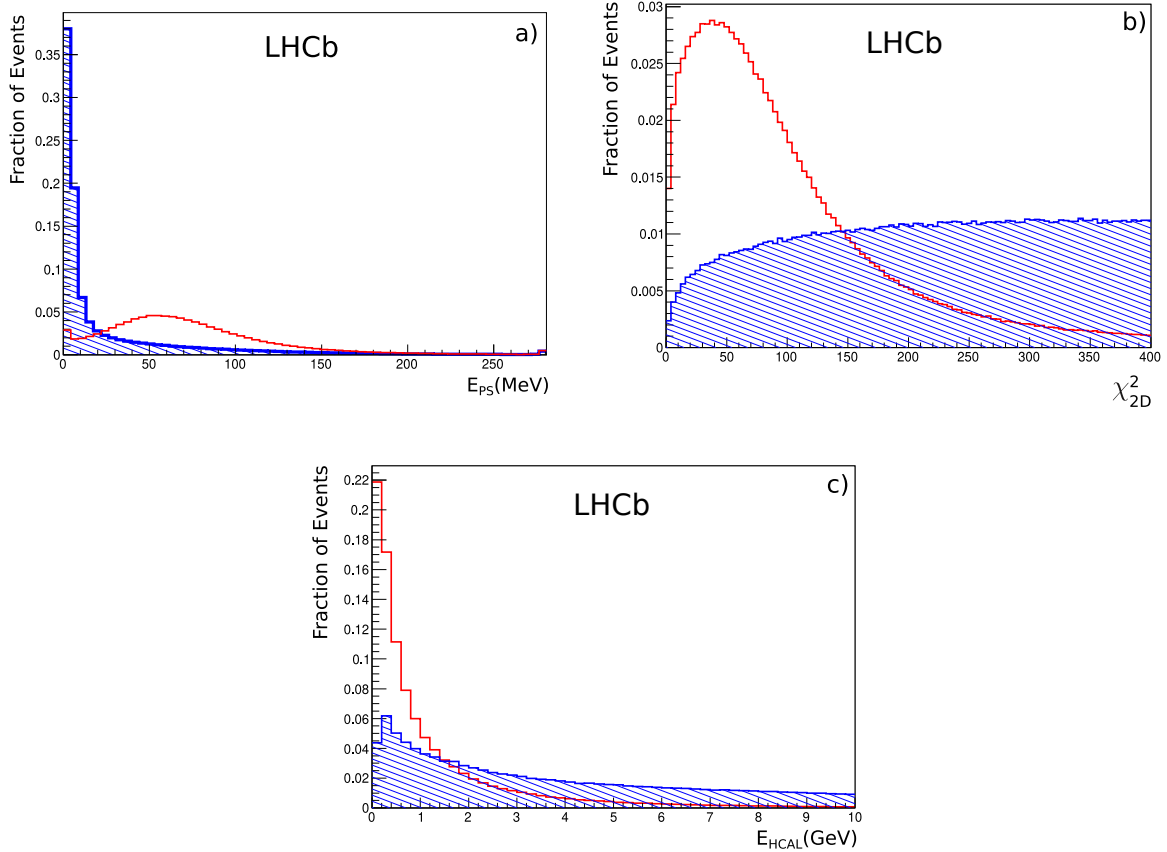 a)
LHCb
Fraction of Events
0.35
0.3
0.25
0.2
0.15
0.1
0.05
0
0 50 100 150 200 250
E_PS(MeV)
b)
LHCb
Fraction of Events
0.03
0.025
0.02
0.015
0.01
0.005
0
0 50 100 150 200 250 300 350 400
χ²_2D
c)
LHCb
Fraction of Events
0.22
0.2
0.18
0.16
0.14
0.12
0.1
0.08
0.06
0.04
0.02
0
0 1 2 3 4 5 6 7 8 9 10
E_HCAL(GeV)